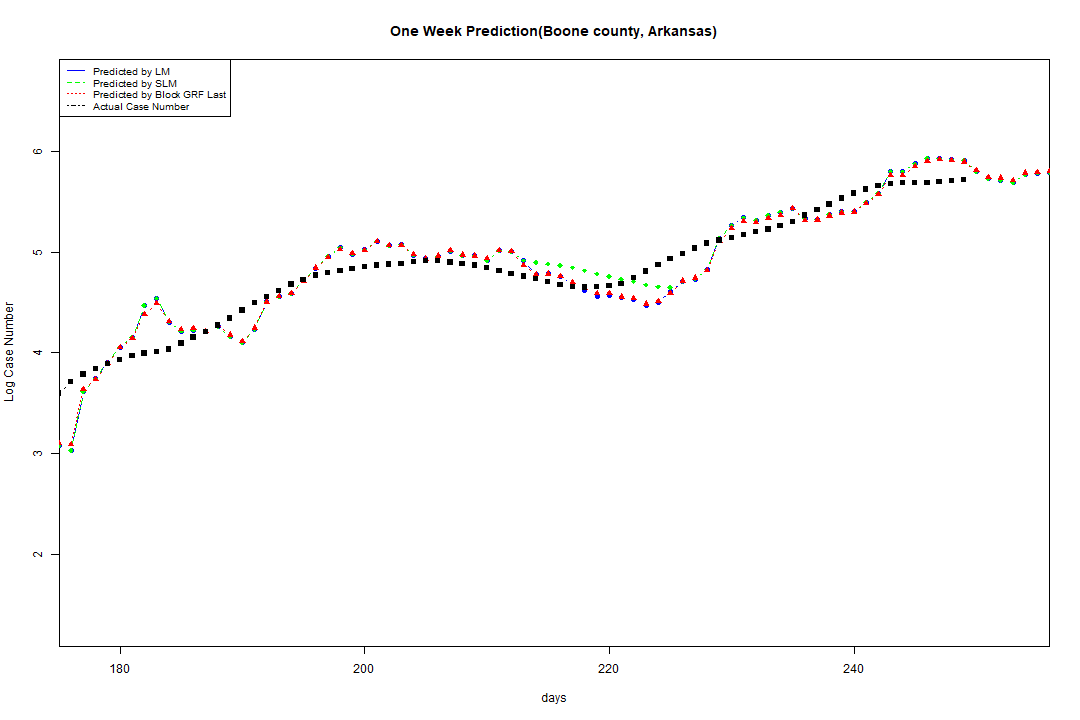 One Week Prediction(Boone county, Arkansas)
Predicted by LM
Predicted by SLM
Predicted by Block GRF Last
Actual Case Number
6
5
4
3
2
Log Case Number
180
200
220
240
days